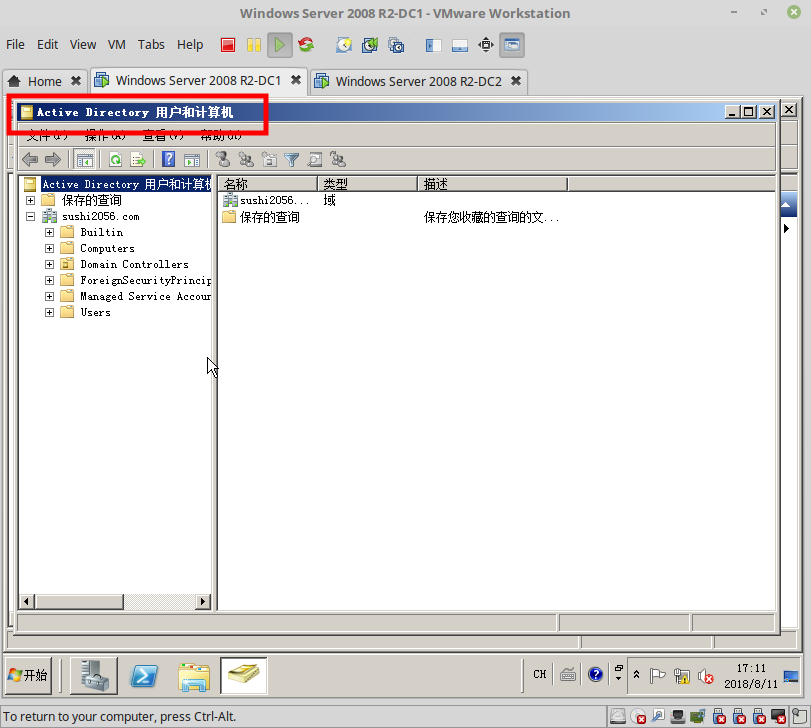 Windows Server 2008 R2-DC1 - VMware Workstation
File Edit View VM Tabs Help
Home Windows Server 2008 R2-DC1 Windows Server 2008 R2-DC2
Active Directory 用户和计算机
文件(F) 操作(A) 查看(V) 帮助(H)
Active Directory 用户和计算机 名称 类型 描述
保存的查询 sushi2056... 域
sushi2056.com 保存的查询 保存您收藏的查询的文...
Builtin
Computers
Domain Controllers
ForeignSecurityPrincip
Managed Service Accour
Users
开始 CH 17:11
2018/8/11
To return to your computer, press Ctrl-Alt.